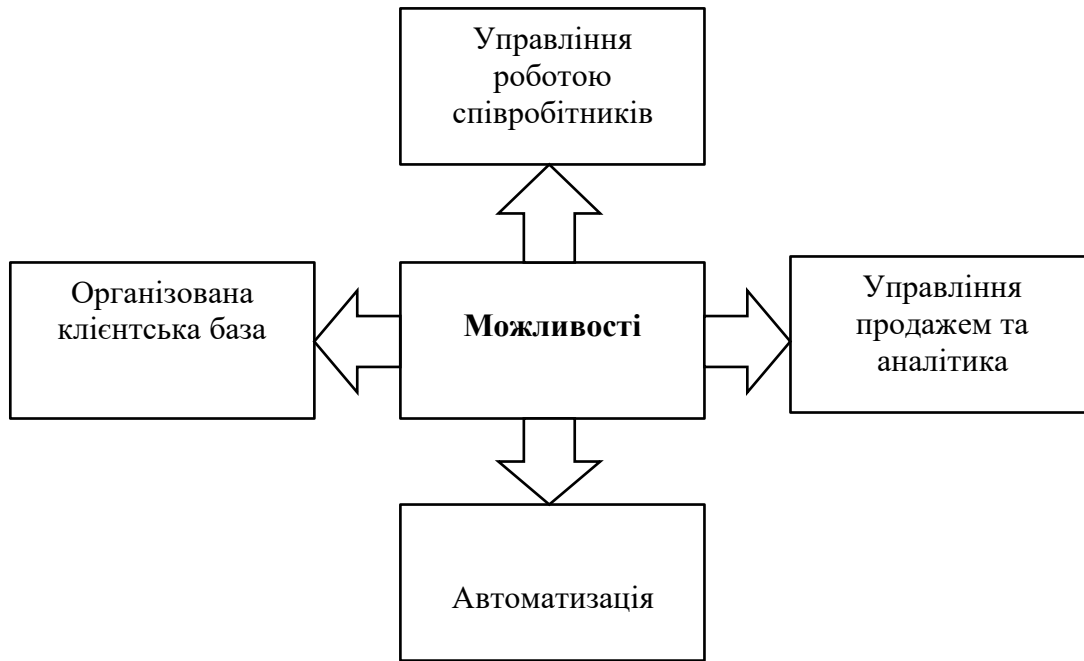 Управління
роботою
співробітників
Організована
клієнтська база
Можливості
Управління
продажем та
аналітика
Автоматизація